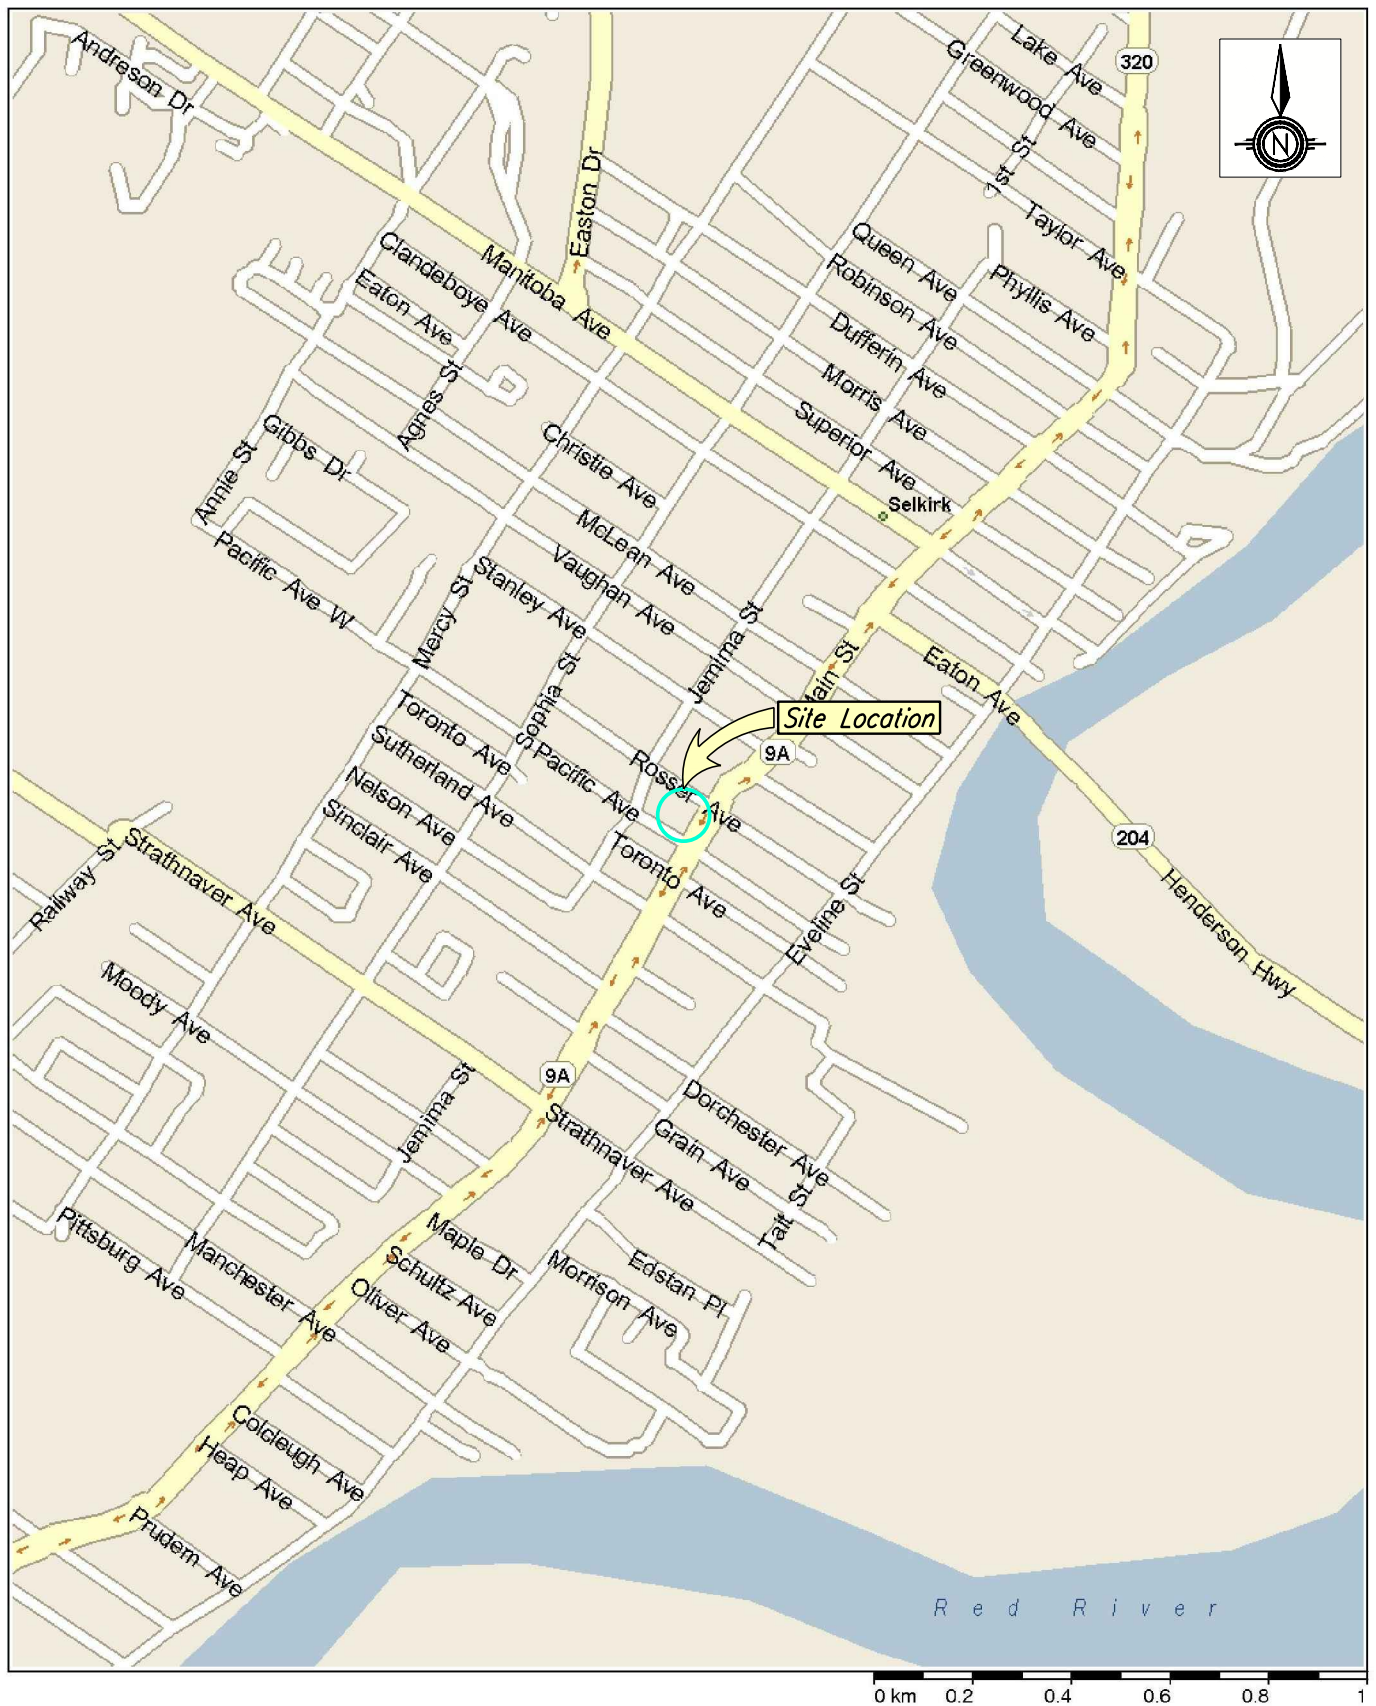 Lake Ave
Greenwood Ave
320
Andreson Dr
N
1st St
Easton Dr
Taylor Ave
Clandeboye Ave
Manitoba Ave
Queen Ave
Robinson Ave
Phyllis Ave
Eaton Ave
Dufferin Ave
Agnes St
Morris Ave
Superior Ave
Gibbs Dr
Christie Ave
Annie St
Selkirk
McLean Ave
Pacific Ave W
Vaughan Ave
Stanley Ave
Mercy St
Jemima St
Main St
Eaton Ave
Sophia St
Toronto Ave
Site Location
Sutherland Ave
Pacific Ave
Rosser Ave
9A
Nelson Ave
Sinclair Ave
204
Strathnaver Ave
Toronto Ave
Railway St
Eveline St
Henderson Hwy
Moody Ave
9A
Jemima St
Dorchester Ave
Strathnaver Ave
Grain Ave
Tait St
Pittsburg Ave
Manchester Ave
Maple Dr
Schultz Ave
Morrison Ave
Edstan Pl
Oliver Ave
Colcleugh Ave
Heap Ave
Prudem Ave
Red River
0 km 0.2 0.4 0.6 0.8 1